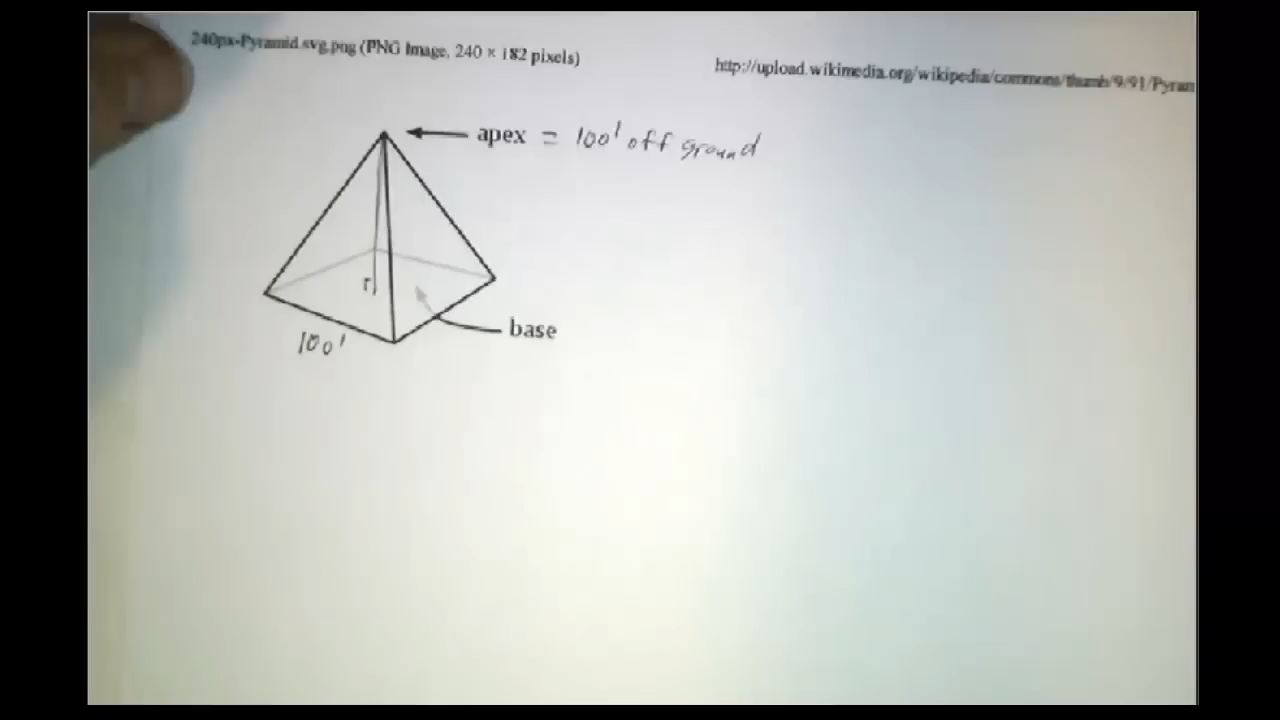 240px-Pyramid.svg.png (PNG Image, 240 × 182 pixels)
http://upload.wikimedia.org/wikipedia/commons/thumb/9/91/Pyram
apex = 100' off ground
base
100'